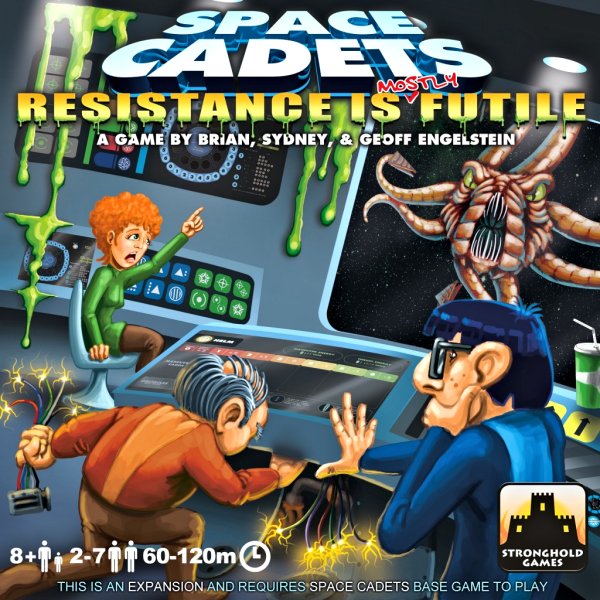 SPACE
CADETS
MOSTLY
RESISTANCE IS FUTILE
A GAME BY BRIAN, SYDNEY, & GEOFF ENGELSTEIN
HELM
8+ 2-7 60-120m
STRONGHOLD
GAMES
THIS IS AN EXPANSION AND REQUIRES SPACE CADETS BASE GAME TO PLAY